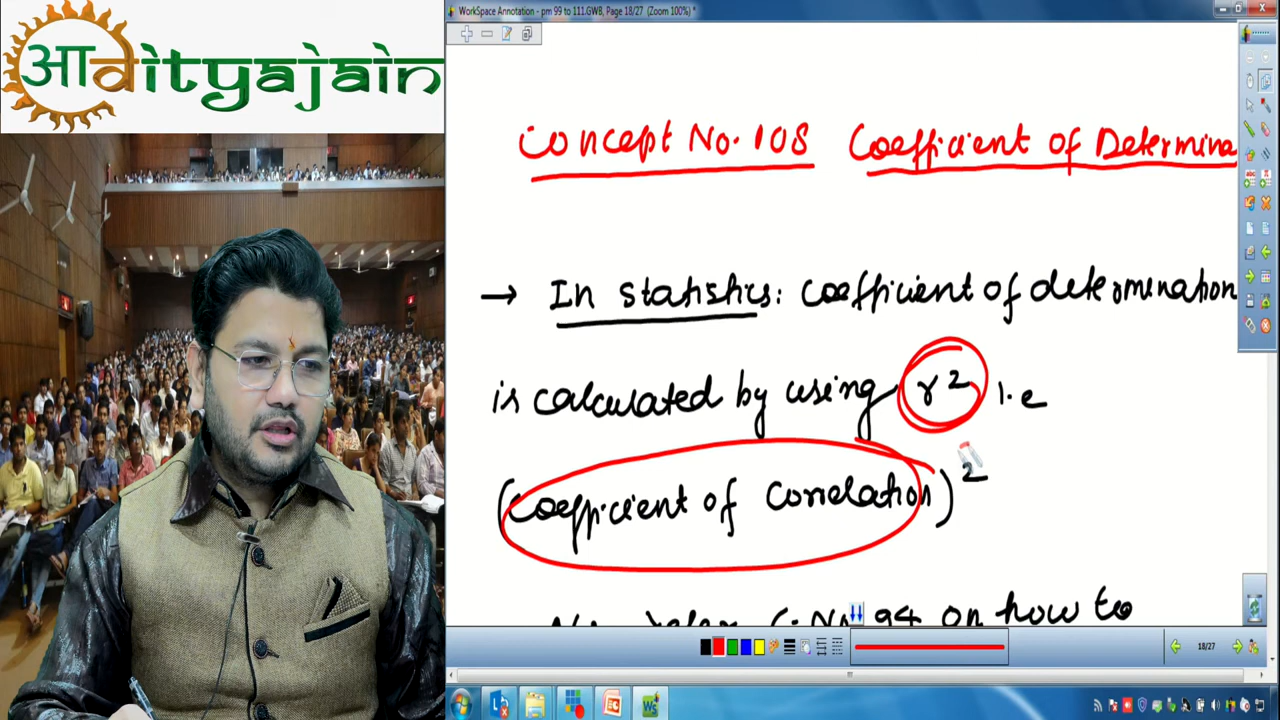 WorkSpace Annotation - pm 99 to 111.GWB, Page 18/27 (Zoom 100%) *
आdityajain
Concept No. 108 Coefficient of Determina
→ In Statistics: Coefficient of determination
is calculated by using r² i.e
(Coefficient of Correlation)²
94 on how to
18/27